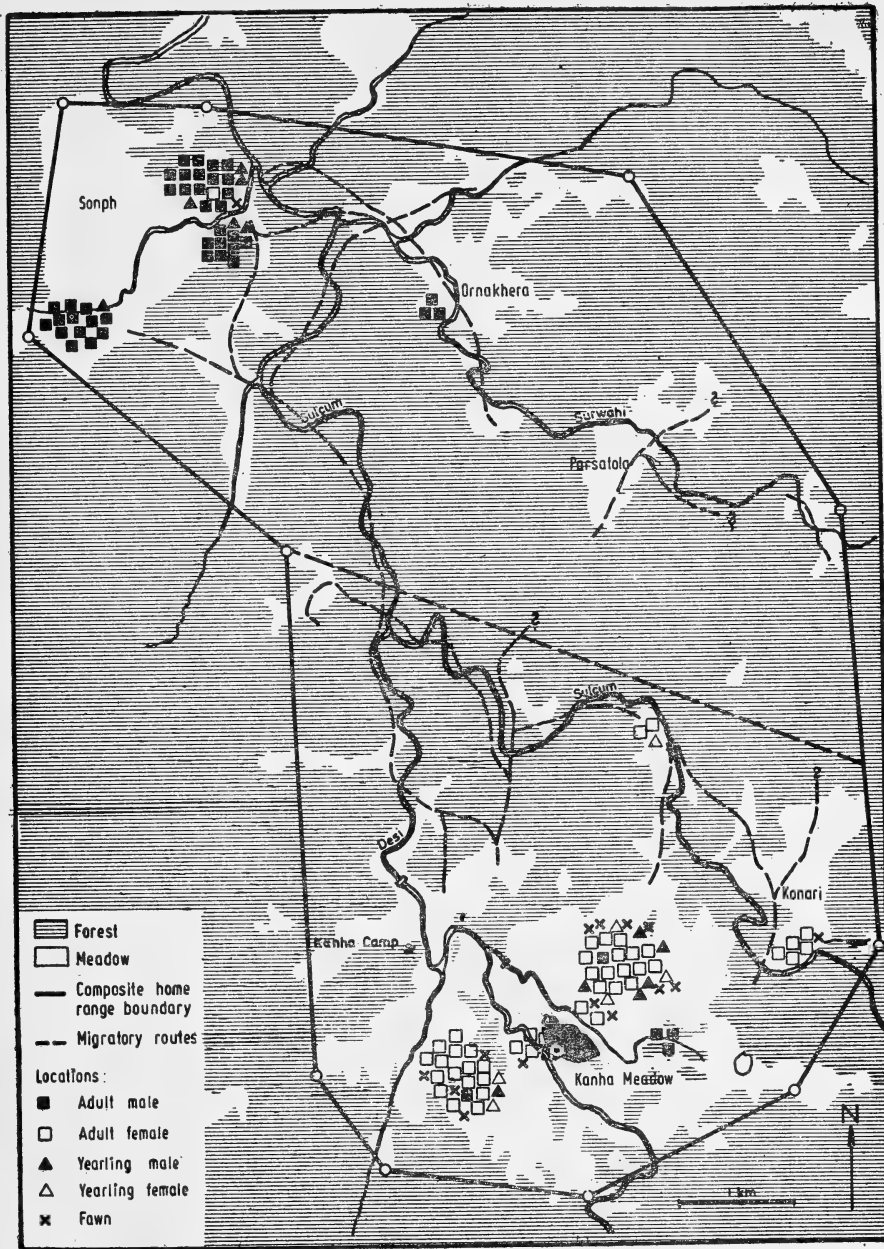 Sonph
Ornakhera
Sulcum
Surwahi
Parsatola
?
?
?
Sulcum
?
Desi
Konari
Kanha Camp
Kanha Meadow
Forest
Meadow
Composite home
range boundary
Migratory routes
Locations :
Adult male
Adult female
Yearling male
Yearling female
Fawn
N
1 km